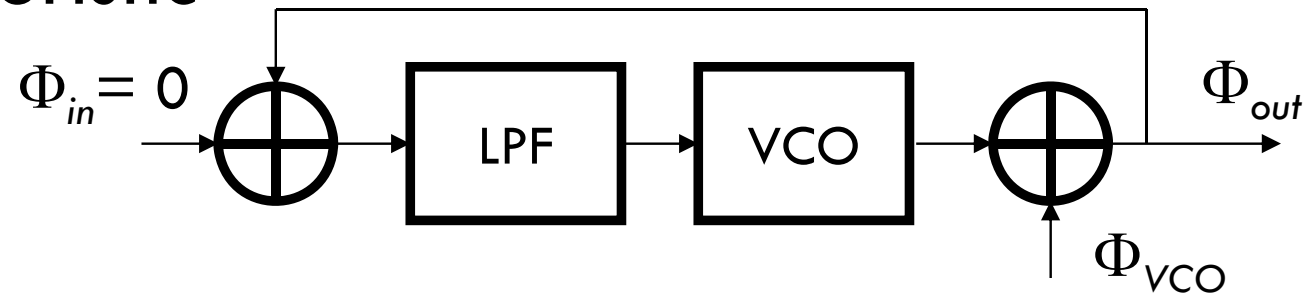 Φin = 0
LPF
VCO
Φout
ΦVCO